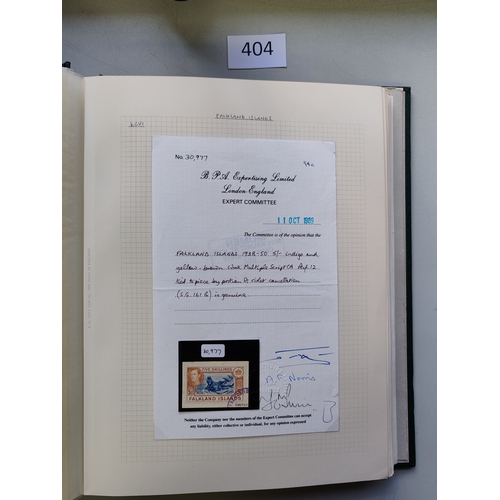 404
FALKLAND ISLANDS
No. 30,977
B.P.A. Expertising Limited
London · England
EXPERT COMMITTEE
11 OCT 1989
The Committee is of the opinion that the
FALKLAND ISLANDS 1938-50 5/- indigo and
yellow-brown Wmk Multiple Script CA Perf. 12
tied to piece by portion of violet cancellation
(S.G. 161 b) is genuine
30,977
FIVE SHILLINGS
FALKLAND ISLANDS
Neither the Company nor the members of the Expert Committee can accept
any liability, either collective or individual, for any opinion expressed